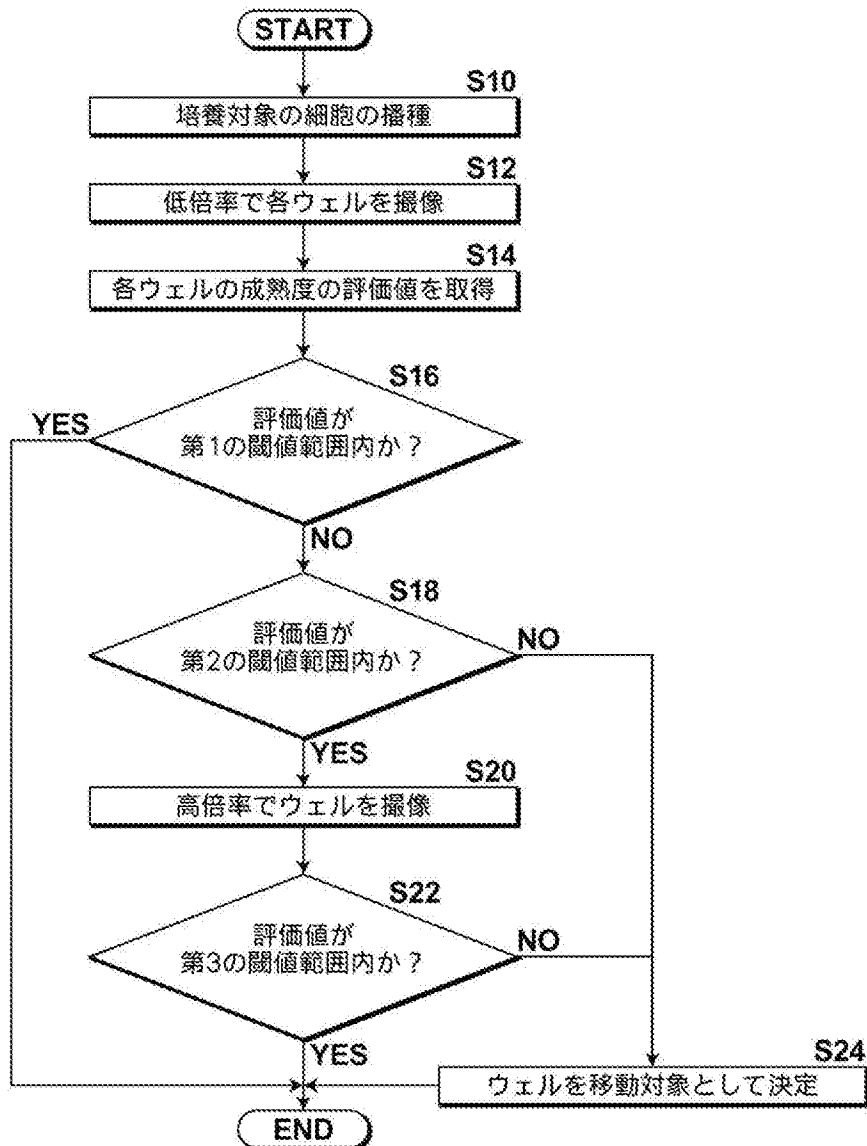 START
S10
培養対象の細胞の播種
S12
低倍率で各ウェルを撮像
S14
各ウェルの成熟度の評価値を取得
S16
評価値が
第1の閾値範囲内か？
YES
NO
S18
評価値が
第2の閾値範囲内か？
NO
YES
S20
高倍率でウェルを撮像
S22
評価値が
第3の閾値範囲内か？
NO
YES
S24
ウェルを移動対象として決定
END